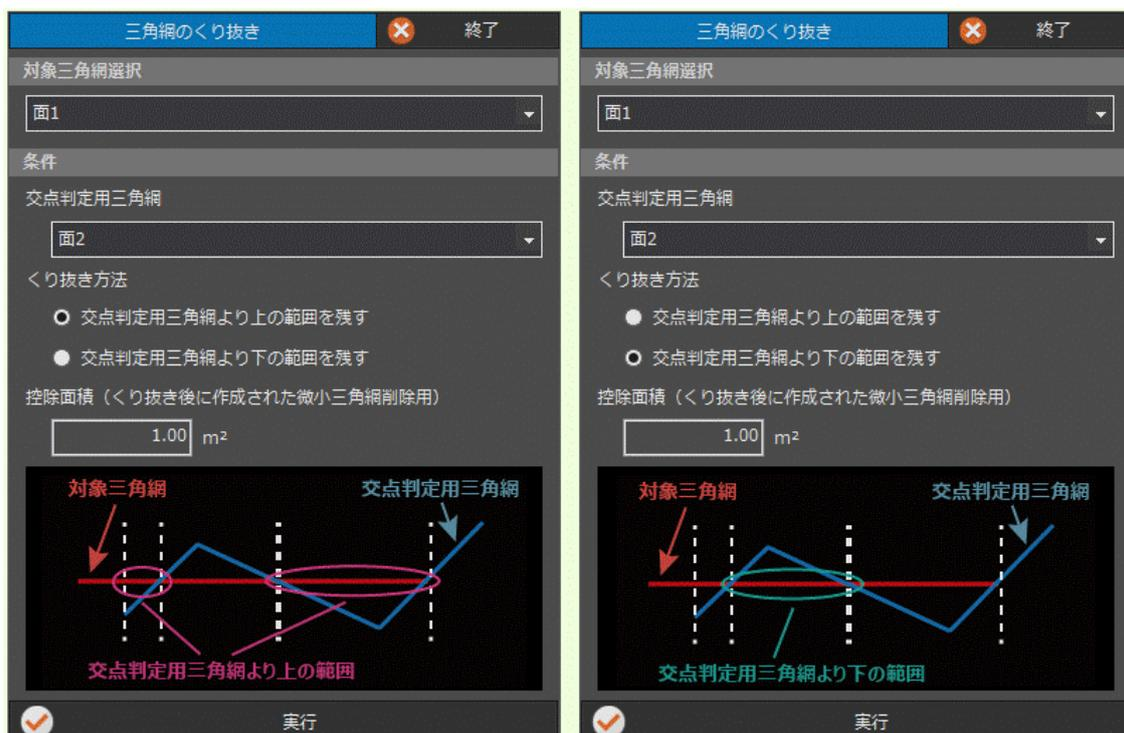 三角網のくり抜き
終了
対象三角網選択
面1
条件
交点判定用三角網
面2
くり抜き方法
交点判定用三角網より上の範囲を残す
交点判定用三角網より下の範囲を残す
控除面積（くり抜き後に作成された微小三角網削除用）
1.00 m²
対象三角網
交点判定用三角網
交点判定用三角網より上の範囲
実行
三角網のくり抜き
終了
対象三角網選択
面1
条件
交点判定用三角網
面2
くり抜き方法
交点判定用三角網より上の範囲を残す
交点判定用三角網より下の範囲を残す
控除面積（くり抜き後に作成された微小三角網削除用）
1.00 m²
対象三角網
交点判定用三角網
交点判定用三角網より下の範囲
実行